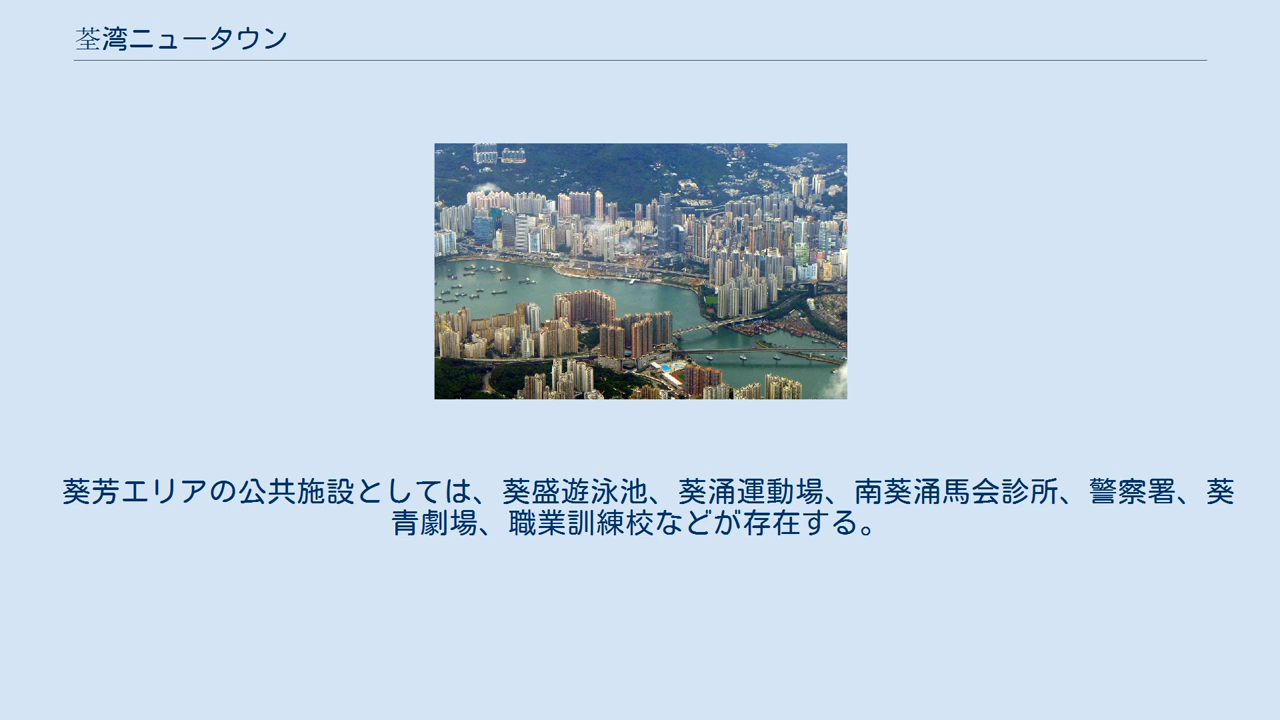 荃湾ニュータウン
葵芳エリアの公共施設としては、葵盛遊泳池、葵涌運動場、南葵涌馬会診所、警察署、葵
青劇場、職業訓練校などが存在する。